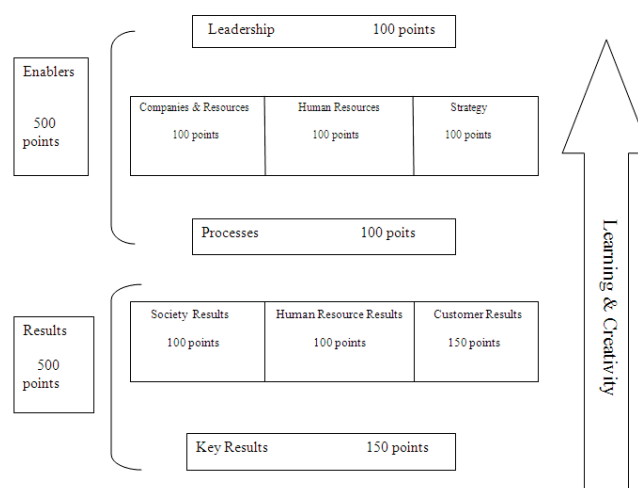 Leadership 100 points
Enablers
500
points
Companies & Resources
100 points
Human Resources
100 points
Strategy
100 points
Processes 100 poits
Learning & Creativity
Results
500
points
Society Results
100 points
Human Resource Results
100 points
Customer Results
150 points
Key Results 150 points